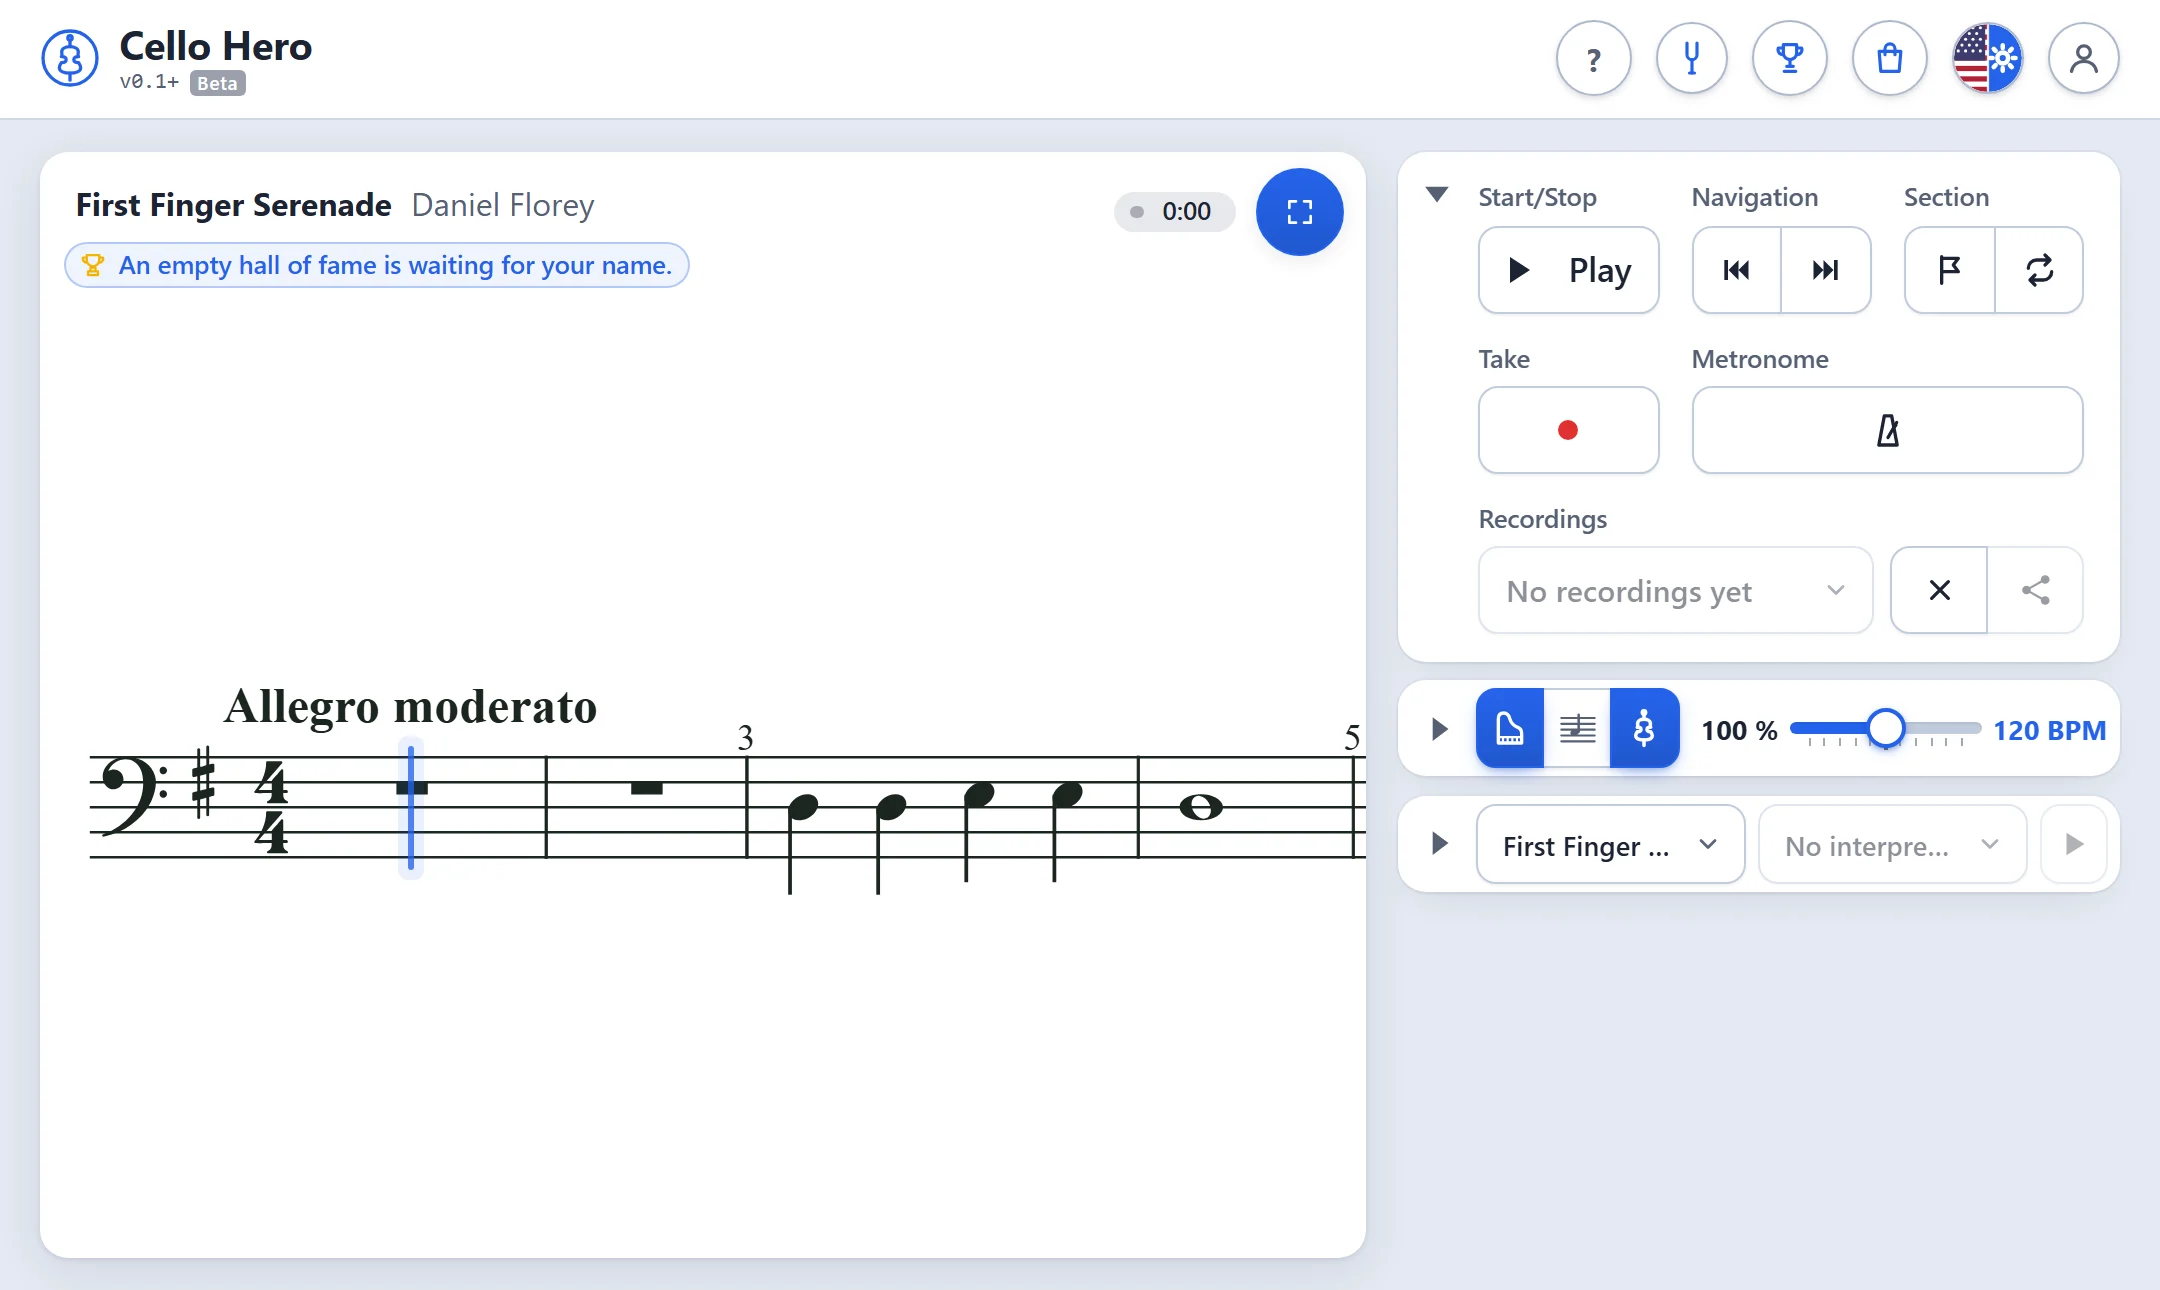 Cello Hero
v0.1+ Beta
?
First Finger Serenade Daniel Florey
0:00
An empty hall of fame is waiting for your name.
Allegro moderato
3
5
4
4
Start/Stop
Navigation
Section
Play
Take
Metronome
Recordings
No recordings yet
100 %
120 BPM
First Finger ...
No interpre...